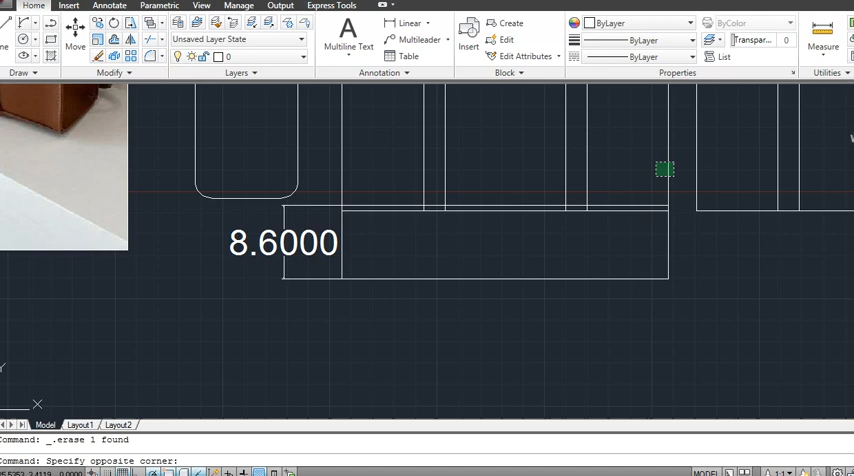 Home Insert Annotate Parametric View Manage Output Express Tools
Move
Unsaved Layer State
0
Multiline Text
Linear
Multileader
Table
Insert
Create
Edit
Edit Attributes
ByLayer
ByLayer
ByLayer
ByColor
Transpar... 0
List
Measure
Draw Modify Layers Annotation Block Properties Utilities
8.6000
X
Model Layout1 Layout2
Command: _.erase 1 found
Command: Specify opposite corner:
MODEL 1:1